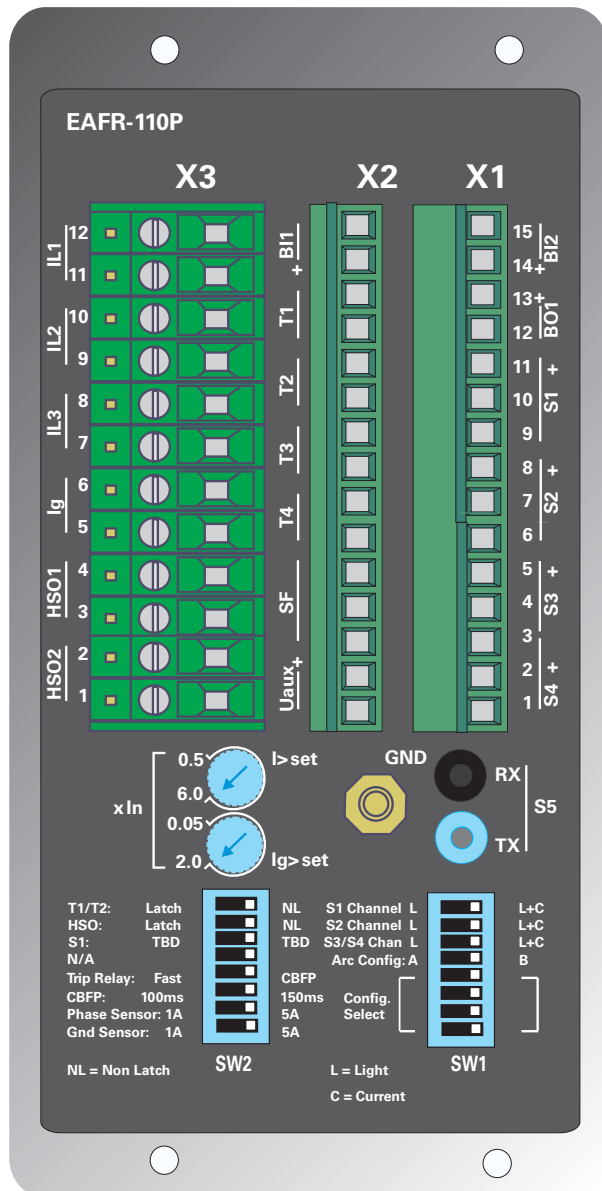 EAFR-110P
X3 X2 X1
IL1 12 11
IL2 10 9
IL3 8 7
Ig 6 5
HSO1 4 3
HSO2 2 1
BI1 +
T1
T2
T3
T4
SF
Uaux +
15 14 + BI2
13 + 12 BO1
11 10 9 S1 +
8 7 6 S2 +
5 4 3 S3 +
2 1 S4 +
x In
0.5 I>set
6.0
0.05
2.0 Ig>set
GND
RX
TX
S5
T1/T2: Latch NL
HSO: Latch NL
S1: TBD TBD
N/A
Trip Relay: Fast CBFP
CBFP: 100ms 150ms
Phase Sensor: 1A 5A
Gnd Sensor: 1A 5A
SW2
NL = Non Latch
S1 Channel L L+C
S2 Channel L L+C
S3/S4 Chan L L+C
Arc Config: A B
Config.
Select
SW1
L = Light
C = Current